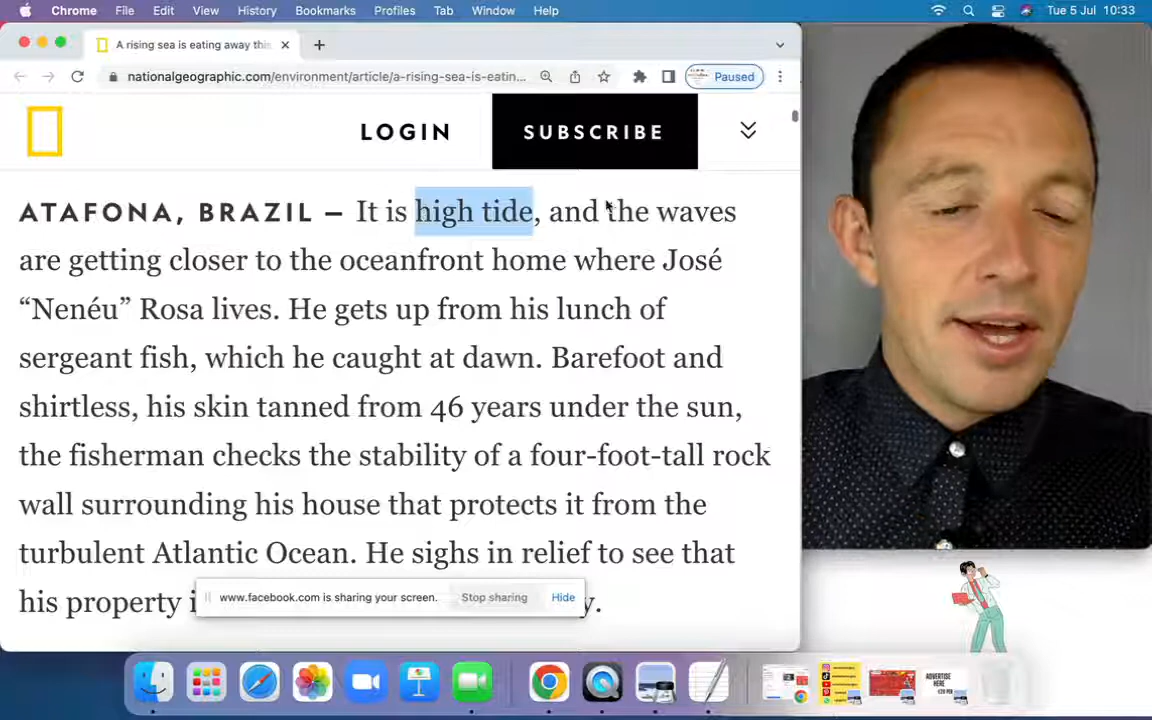 Chrome File Edit View History Bookmarks Profiles Tab Window Help Tue 5 Jul 10:33
A rising sea is eating away this
nationalgeographic.com/environment/article/a-rising-sea-is-eatin... Paused
LOGIN SUBSCRIBE
ATAFONA, BRAZIL – It is high tide, and the waves
are getting closer to the oceanfront home where José
“Nenéu” Rosa lives. He gets up from his lunch of
sergeant fish, which he caught at dawn. Barefoot and
shirtless, his skin tanned from 46 years under the sun,
the fisherman checks the stability of a four-foot-tall rock
wall surrounding his house that protects it from the
turbulent Atlantic Ocean. He sighs in relief to see that
his property
www.facebook.com is sharing your screen. Stop sharing Hide
ADVERTISE
HERE